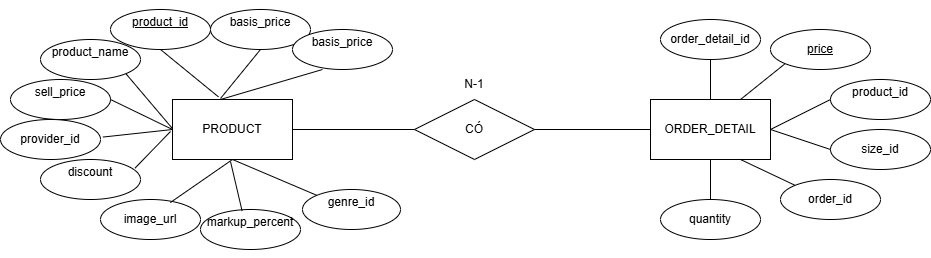 product_id
basis_price
basis_price
product_name
sell_price
provider_id
discount
image_url
markup_percent
genre_id
PRODUCT
N-1
CÓ
ORDER_DETAIL
order_detail_id
price
product_id
size_id
order_id
quantity